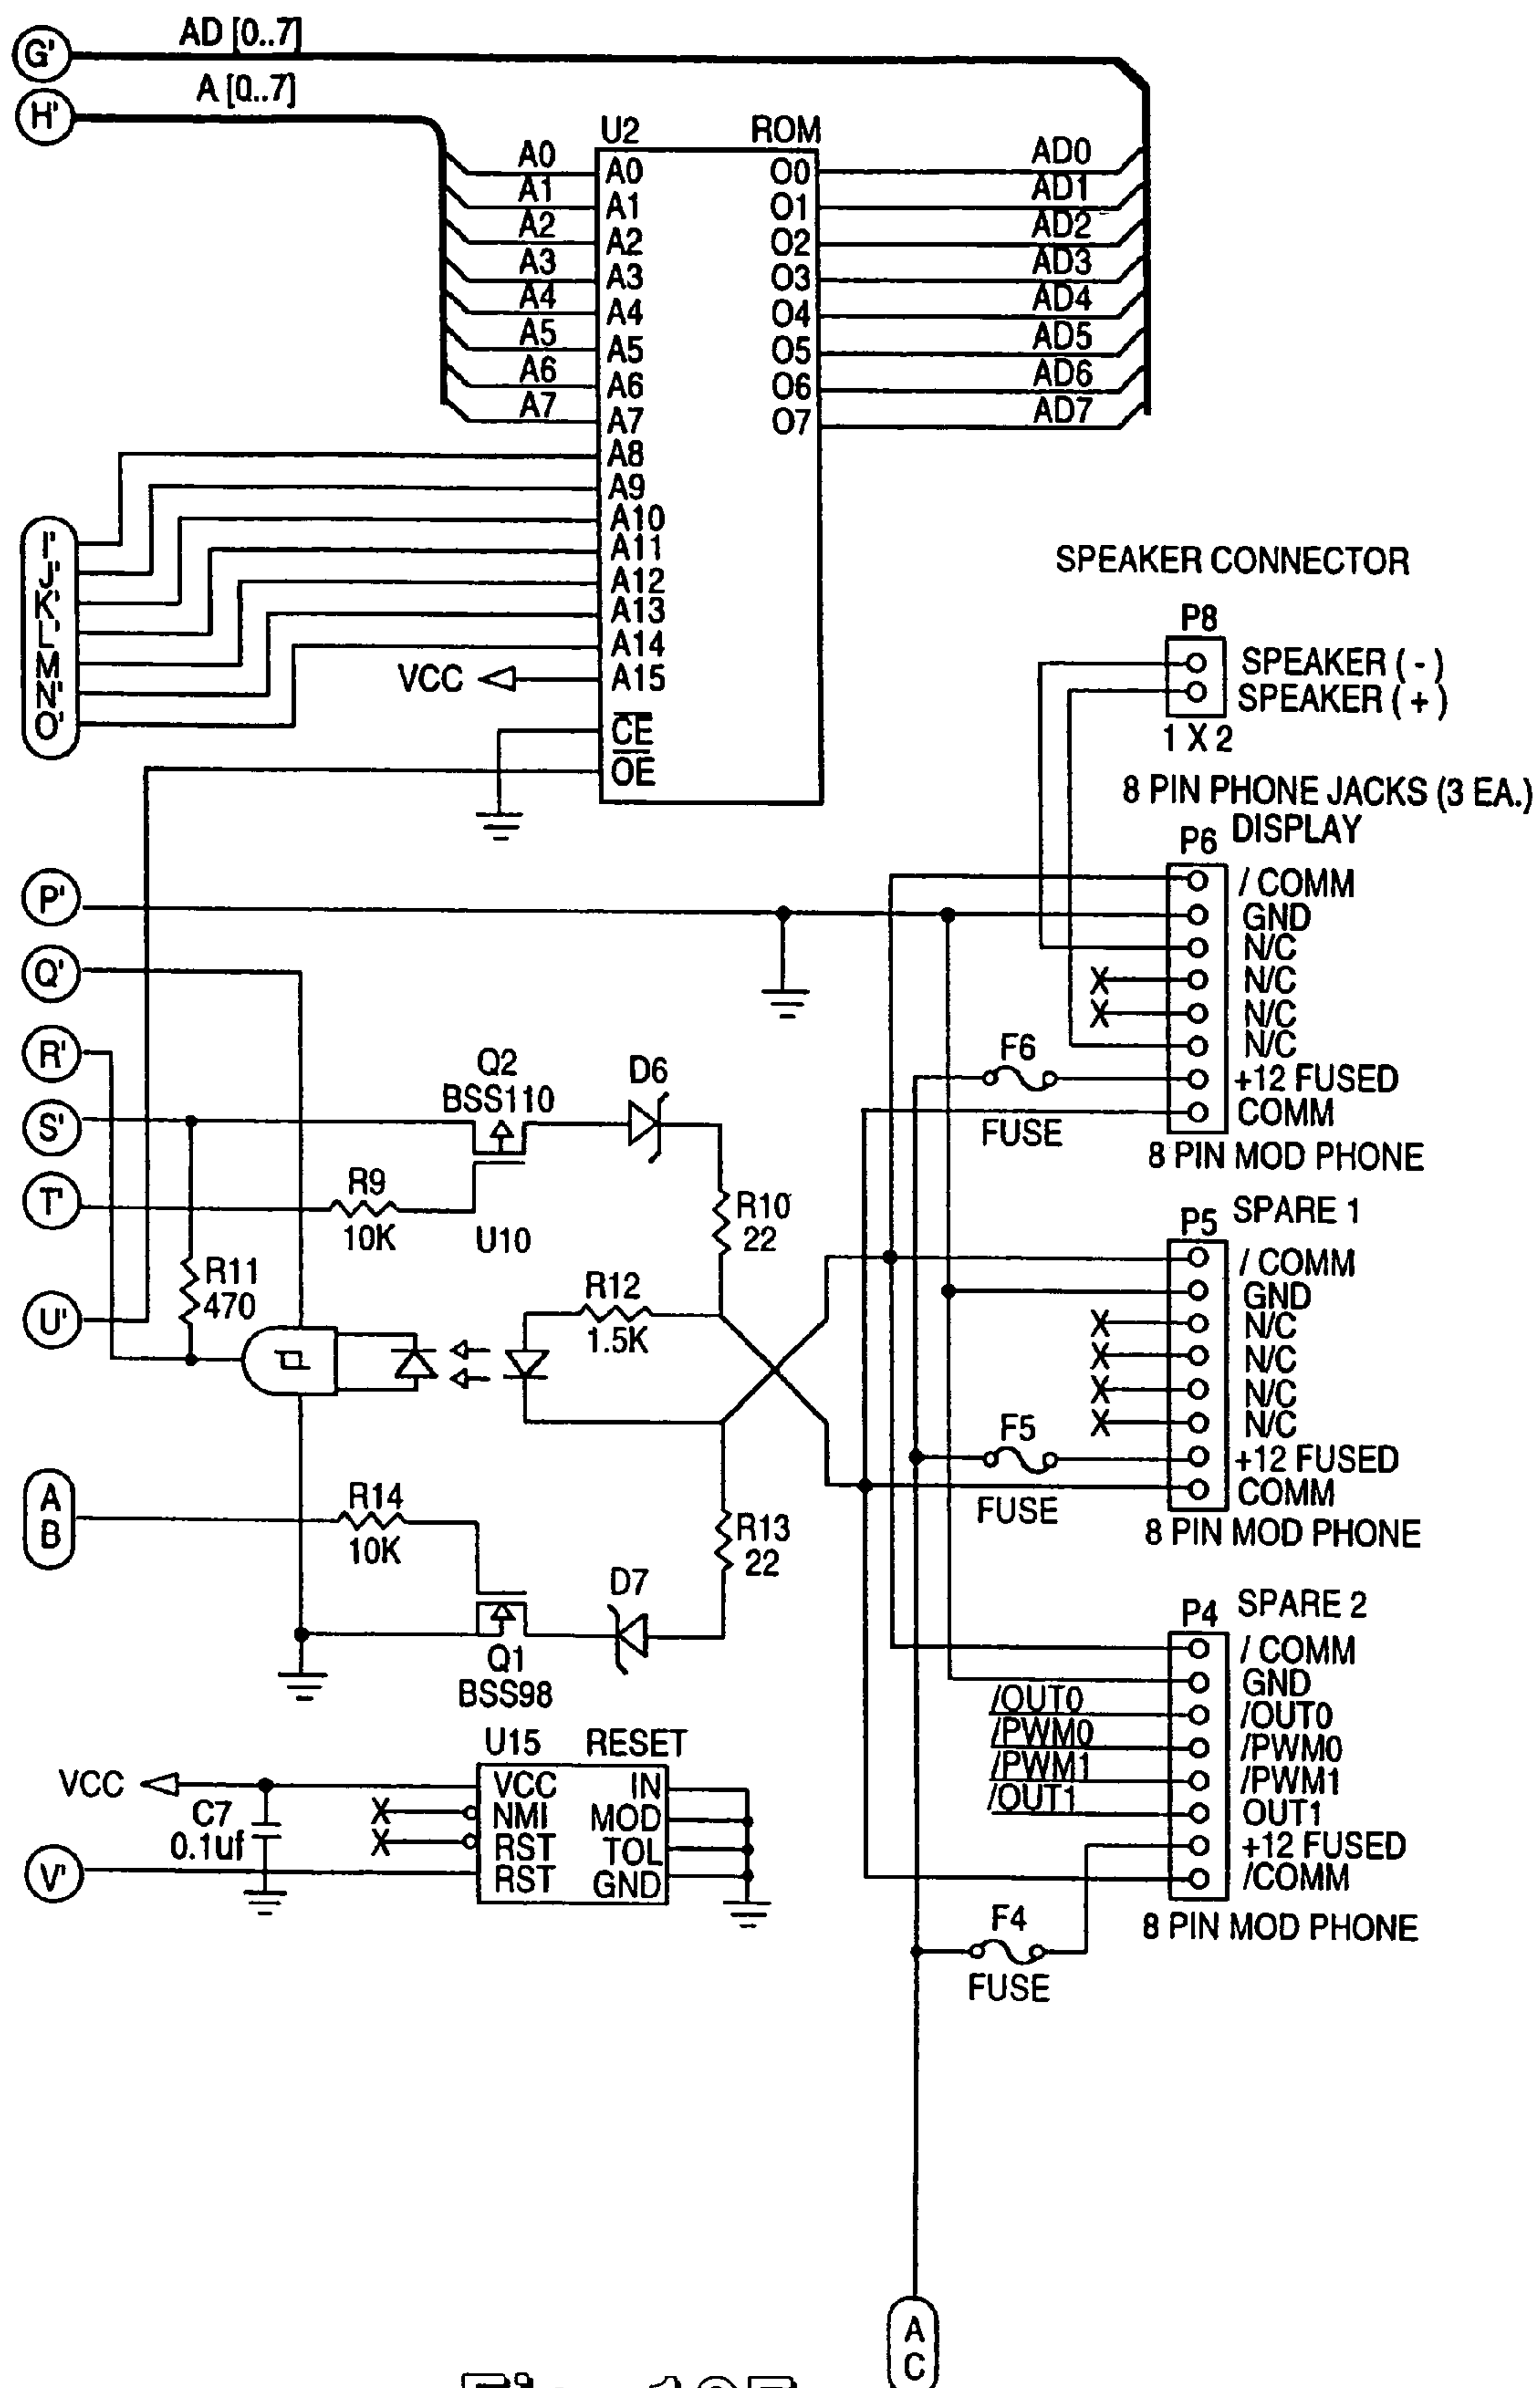 G'
AD [0..7]
H'
A [0..7]
U2 ROM
A0 A0 O0 AD0
A1 A1 O1 AD1
A2 A2 O2 AD2
A3 A3 O3 AD3
A4 A4 O4 AD4
A5 A5 O5 AD5
A6 A6 O6 AD6
A7 A7 O7 AD7
A8
A9
A10
A11
A12
A13
A14
VCC A15
CE
OE
I'
J'
K'
L'
M
N'
O'
SPEAKER CONNECTOR
P8
SPEAKER ( - )
SPEAKER ( + )
1 X 2
8 PIN PHONE JACKS (3 EA.)
P6 DISPLAY
/ COMM
GND
N/C
X N/C
X N/C
N/C
F6
+12 FUSED
FUSE
COMM
8 PIN MOD PHONE
P'
Q'
R'
S'
T'
U'
Q2
BSS110
D6
R9
10K
U10
R10
22
R11
470
R12
1.5K
P5 SPARE 1
/ COMM
GND
X N/C
X N/C
X N/C
X N/C
F5
+12 FUSED
FUSE
COMM
8 PIN MOD PHONE
A
B
R14
10K
R13
22
D7
Q1
BSS98
P4 SPARE 2
/ COMM
GND
/OUT0 /OUT0
/PWM0 /PWM0
/PWM1 /PWM1
/OUT1 OUT1
+12 FUSED
/COMM
8 PIN MOD PHONE
F4
FUSE
U15 RESET
VCC
C7
0.1uf
VCC IN
X NMI MOD
X RST TOL
RST GND
V'
A
C